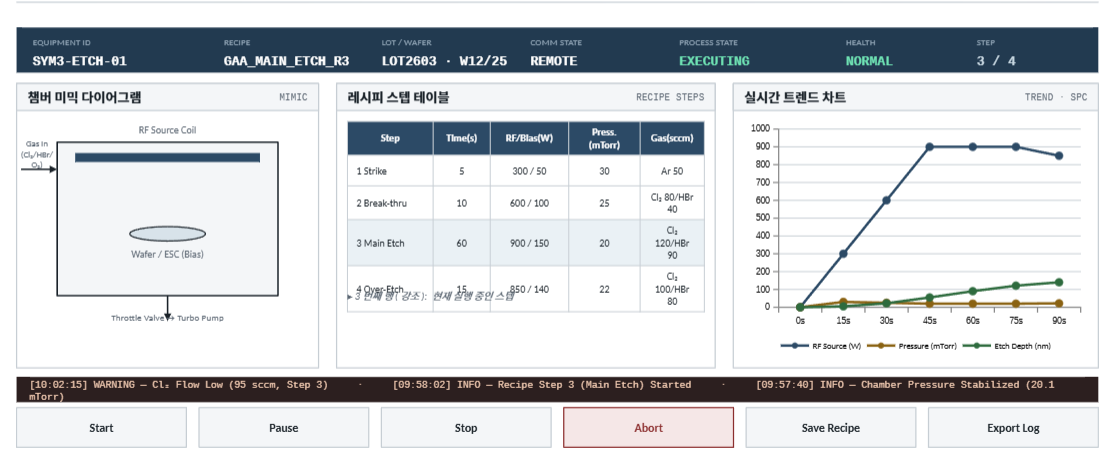 EQUIPMENT ID
SYM3-ETCH-01
RECIPE
GAA_MAIN_ETCH_R3
LOT / WAFER
LOT2603 · W12/25
COMM STATE
REMOTE
PROCESS STATE
EXECUTING
HEALTH
NORMAL
STEP
3 / 4
챔버 미믹 다이어그램
MIMIC
RF Source Coil
Gas In
(Cl₂/HBr/
O₂)
Wafer / ESC (Bias)
Throttle Valve → Turbo Pump
레시피 스텝 테이블
RECIPE STEPS
Step Time(s) RF/Bias(W) Press. (mTorr) Gas(sccm)
1 Strike 5 300 / 50 30 Ar 50
2 Break-thru 10 600 / 100 25 Cl₂ 80/HBr 40
3 Main Etch 60 900 / 150 20 Cl₂ 120/HBr 90
4 Over-Etch 15 850 / 140 22 Cl₂ 100/HBr 80
▸ 3 번째 행(강조): 현재 실행 중인 스텝
실시간 트렌드 차트
TREND · SPC
1000
900
800
700
600
500
400
300
200
100
0
0s 15s 30s 45s 60s 75s 90s
RF Source (W) Pressure (mTorr) Etch Depth (nm)
[10:02:15] WARNING — Cl₂ Flow Low (95 sccm, Step 3) · [09:58:02] INFO — Recipe Step 3 (Main Etch) Started · [09:57:40] INFO — Chamber Pressure Stabilized (20.1
mTorr)
Start
Pause
Stop
Abort
Save Recipe
Export Log